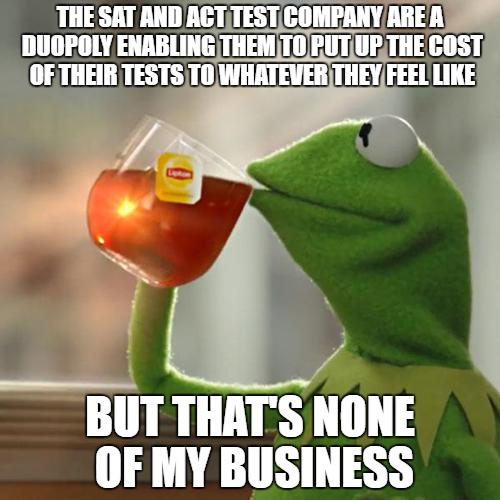 THE SAT AND ACT TEST COMPANY ARE A
DUOPOLY ENABLING THEM TO PUT UP THE COST
OF THEIR TESTS TO WHATEVER THEY FEEL LIKE
Lipton
BUT THAT'S NONE
OF MY BUSINESS